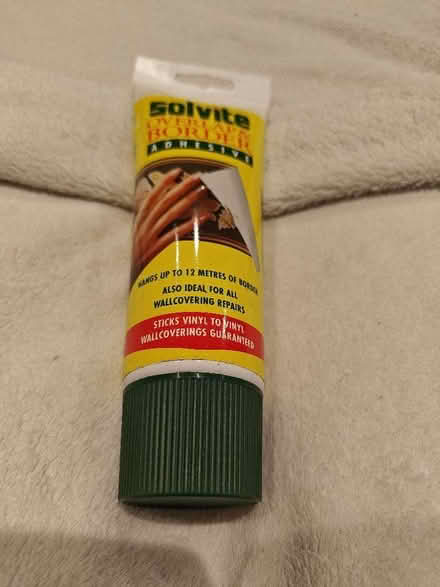 solvite
OVERLAP &
BORDER
ADHESIVE
HANGS UP TO 12 METRES OF BORDER
ALSO IDEAL FOR ALL
WALLCOVERING REPAIRS
STICKS VINYL TO VINYL
WALLCOVERINGS GUARANTEED